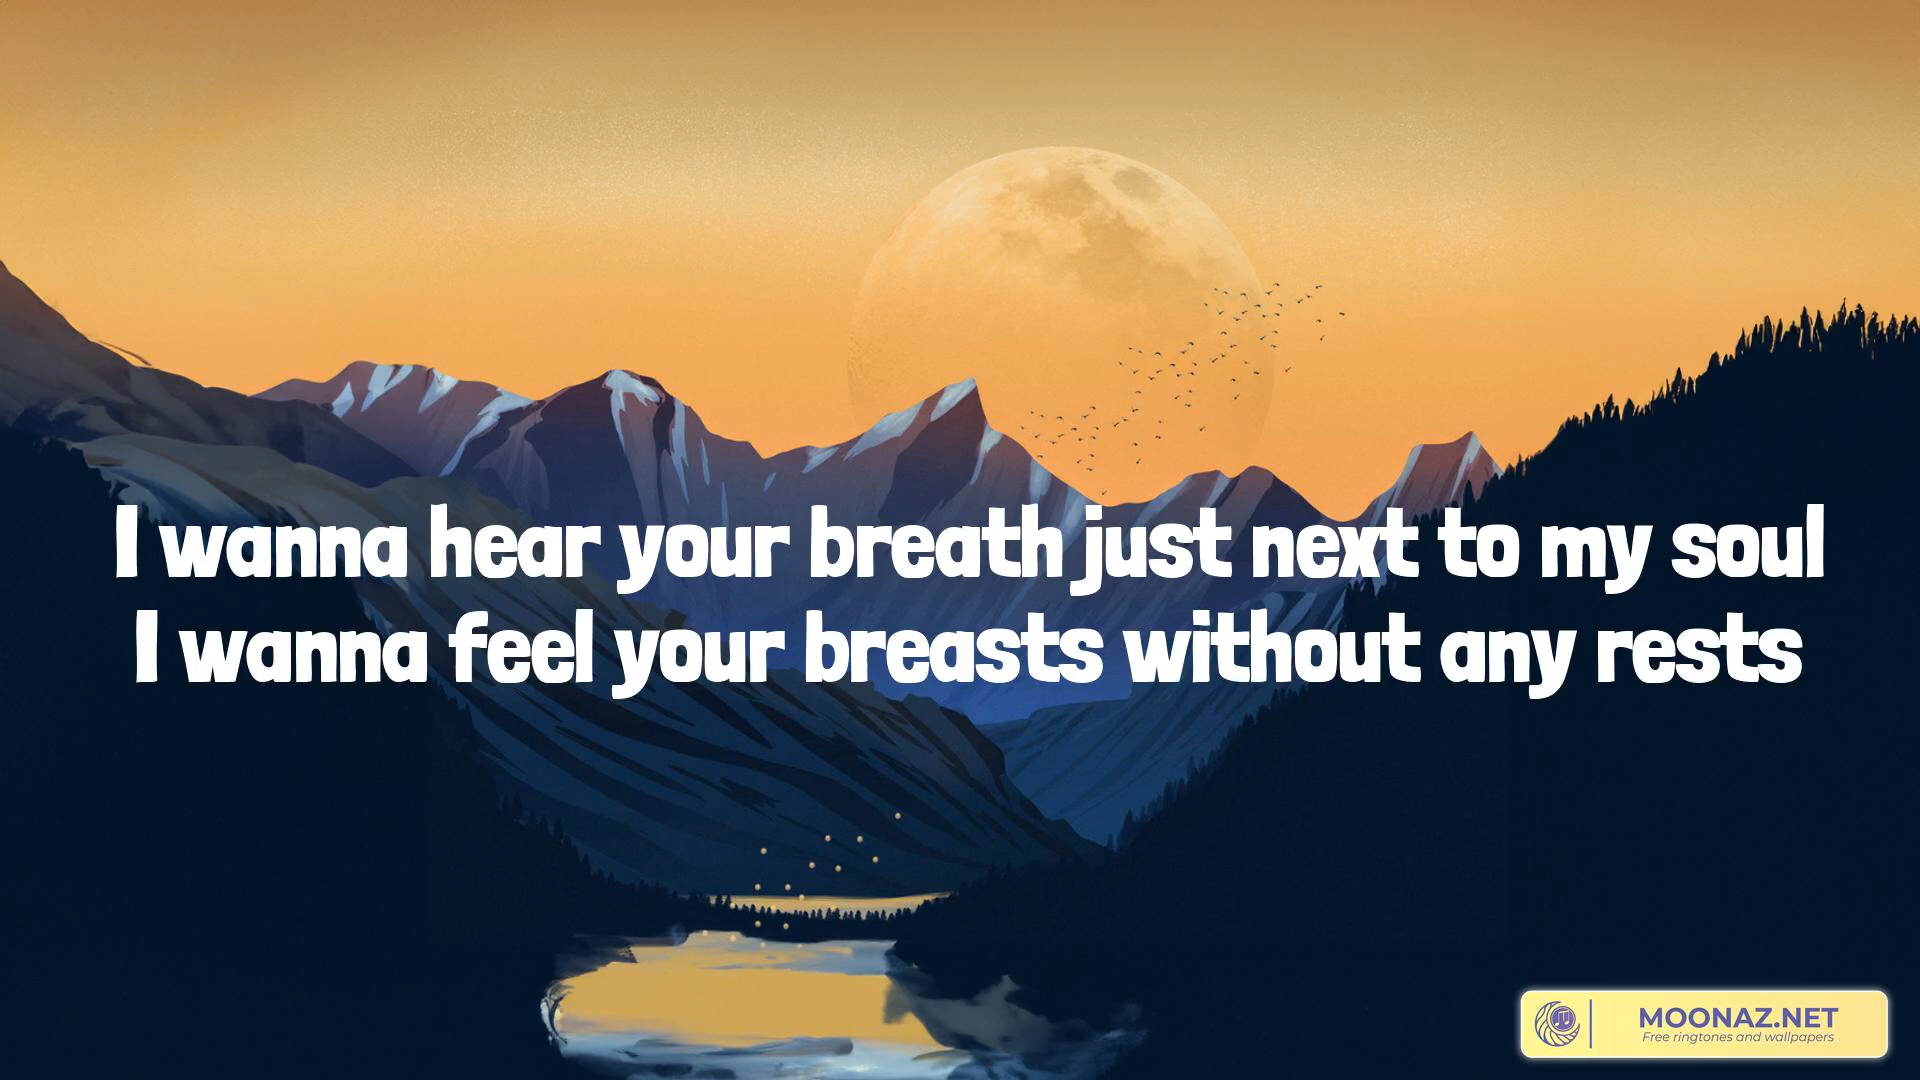 I wanna hear your breath just next to my soul
I wanna feel your breasts without any rests
MOONAZ.NET
Free ringtones and wallpapers